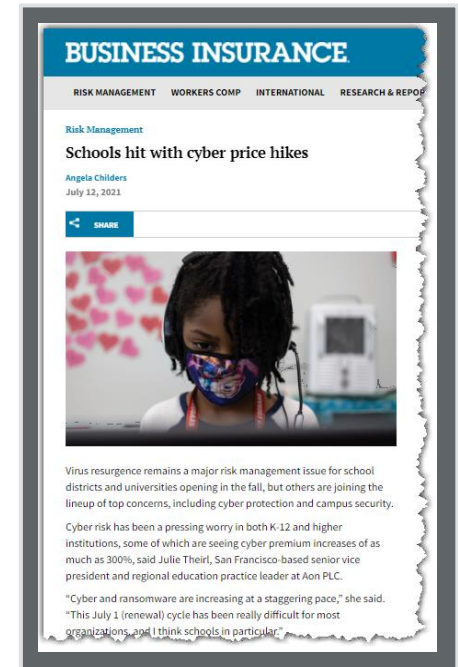 BUSINESS INSURANCE.
RISK MANAGEMENT WORKERS COMP INTERNATIONAL RESEARCH & REPOR
Risk Management
Schools hit with cyber price hikes
Angela Childers
July 12, 2021
SHARE
Virus resurgence remains a major risk management issue for school
districts and universities opening in the fall, but others are joining the
lineup of top concerns, including cyber protection and campus security.
Cyber risk has been a pressing worry in both K-12 and higher
institutions, some of which are seeing cyber premium increases of as
much as 300%, said Julie Theirl, San Francisco-based senior vice
president and regional education practice leader at Aon PLC.
“Cyber and ransomware are increasing at a staggering pace,” she said.
“This July 1 (renewal) cycle has been really difficult for most
organizations, and I think schools in particular.”